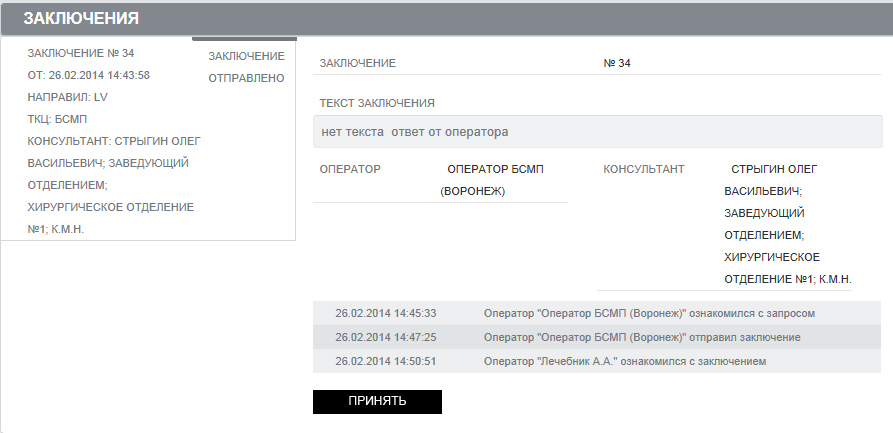 ЗАКЛЮЧЕНИЯ
ЗАКЛЮЧЕНИЕ № 34
ОТ: 26.02.2014 14:43:58
НАПРАВИЛ: LV
ТКЦ: БСМП
КОНСУЛЬТАНТ: СТРЫГИН ОЛЕГ
ВАСИЛЬЕВИЧ; ЗАВЕДУЮЩИЙ
ОТДЕЛЕНИЕМ;
ХИРУРГИЧЕСКОЕ ОТДЕЛЕНИЕ
№1; К.М.Н.
ЗАКЛЮЧЕНИЕ
ОТПРАВЛЕНО
ЗАКЛЮЧЕНИЕ № 34
ТЕКСТ ЗАКЛЮЧЕНИЯ
нет текста ответ от оператора
ОПЕРАТОР ОПЕРАТОР БСМП
(ВОРОНЕЖ)
КОНСУЛЬТАНТ СТРЫГИН ОЛЕГ
ВАСИЛЬЕВИЧ;
ЗАВЕДУЮЩИЙ
ОТДЕЛЕНИЕМ;
ХИРУРГИЧЕСКОЕ
ОТДЕЛЕНИЕ №1; К.М.Н.
26.02.2014 14:45:33 Оператор "Оператор БСМП (Воронеж)" ознакомился с запросом
26.02.2014 14:47:25 Оператор "Оператор БСМП (Воронеж)" отправил заключение
26.02.2014 14:50:51 Оператор "Лечебник А.А." ознакомился с заключением
ПРИНЯТЬ